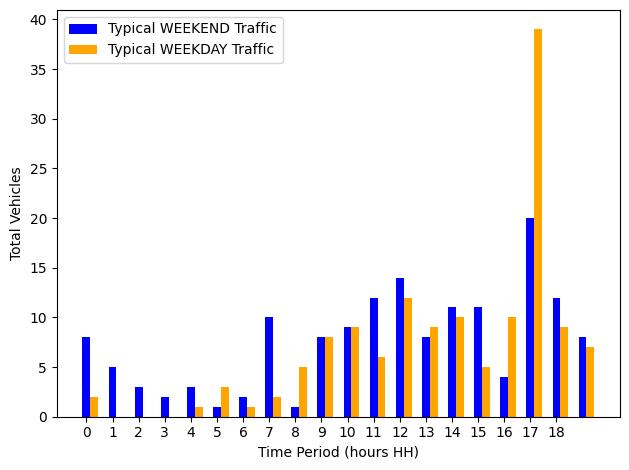 Typical WEEKEND Traffic
Typical WEEKDAY Traffic
40
35
30
25
20
15
10
5
0
Total Vehicles
0 1 2 3 4 5 6 7 8 9 10 11 12 13 14 15 16 17 18
Time Period (hours HH)